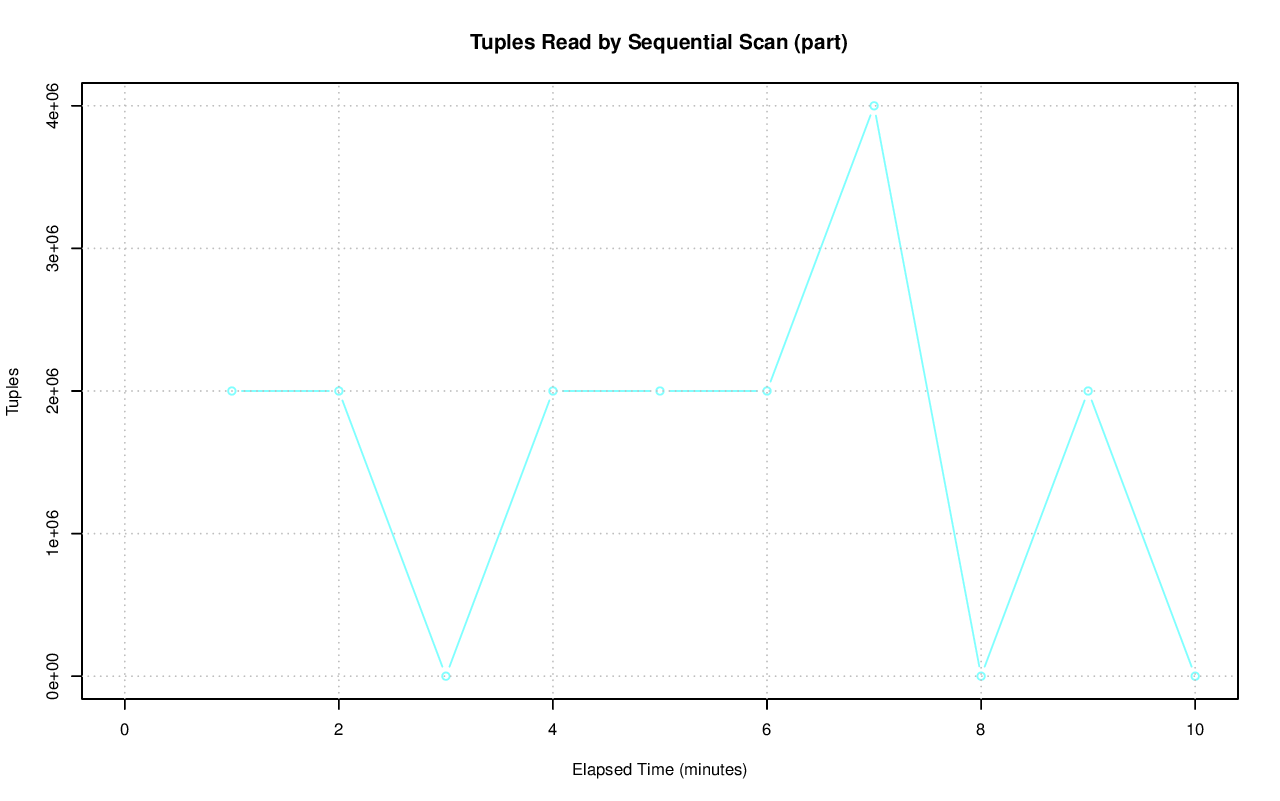 Tuples Read by Sequential Scan (part)
4e+06
3e+06
2e+06
1e+06
0e+00
Tuples
0 2 4 6 8 10
Elapsed Time (minutes)